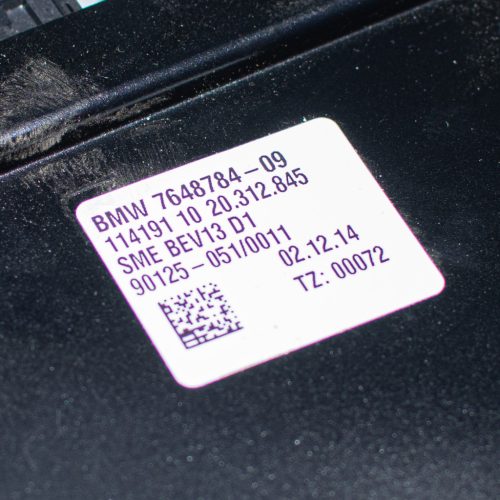 BMW 7648784-09
114191 10 20.312.845
SME BEV13 D1
90125-051/0011 02.12.14
TZ: 00072